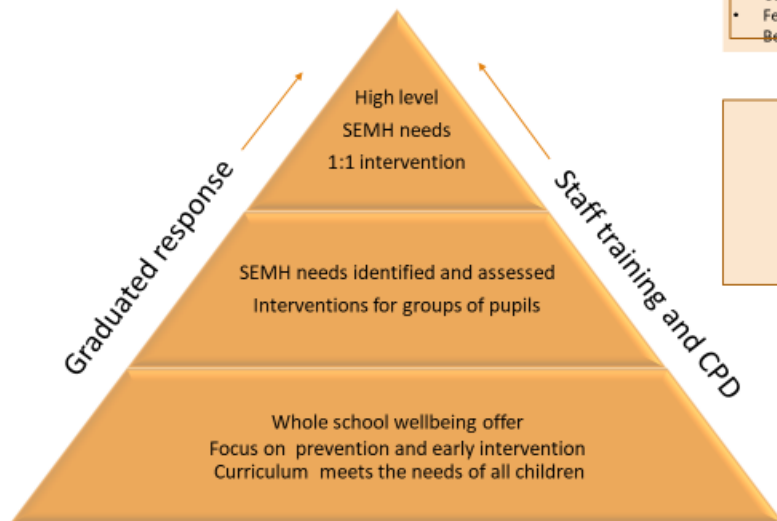 High level
SEMH needs
1:1 intervention
Graduated response
Staff training and CPD
SEMH needs identified and assessed
Interventions for groups of pupils
Whole school wellbeing offer
Focus on prevention and early intervention
Curriculum meets the needs of all children